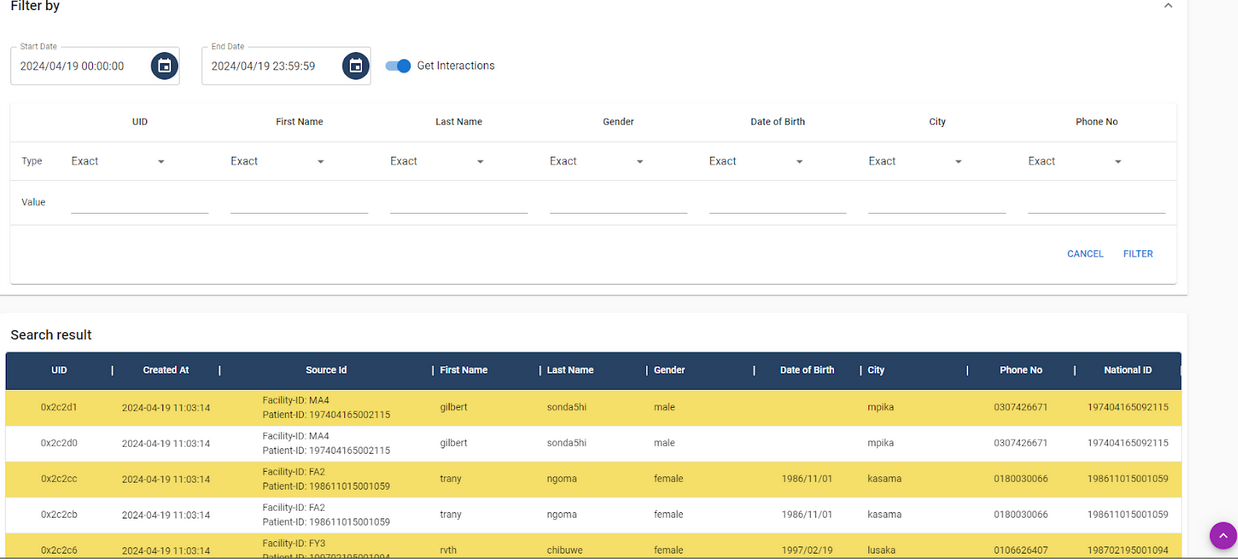 Filter by
Start Date End Date
2024/04/19 00:00:00 2024/04/19 23:59:59 Get Interactions
UID First Name Last Name Gender Date of Birth City Phone No
Type Exact Exact Exact Exact Exact Exact Exact
Value
CANCEL FILTER
Search result
UID Created At Source Id First Name Last Name Gender Date of Birth City Phone No National ID
Facility-ID: MA4
0x2c2d1 2024-04-19 11:03:14 gilbert sonda5hi male mpika 0307426671 197404165092115
Patient-ID: 197404165002115
Facility-ID: MA4
0x2c2d0 2024-04-19 11:03:14 gilbert sonda5hi male mpika 0307426671 197404165092115
Patient-ID: 197404165002115
Facility-ID: FA2
0x2c2cc 2024-04-19 11:03:14 trany ngoma female 1986/11/01 kasama 0180030066 198611015001059
Patient-ID: 198611015001059
Facility-ID: FA2
0x2c2cb 2024-04-19 11:03:14 trany ngoma female 1986/11/01 kasama 0180030066 198611015001059
Patient-ID: 198611015001059
Facility-ID: FY3
0x2c2c6 2024-04-19 11:03:14 rvth chibuwe female 1997/02/19 lusaka 0106626407 198702195001094